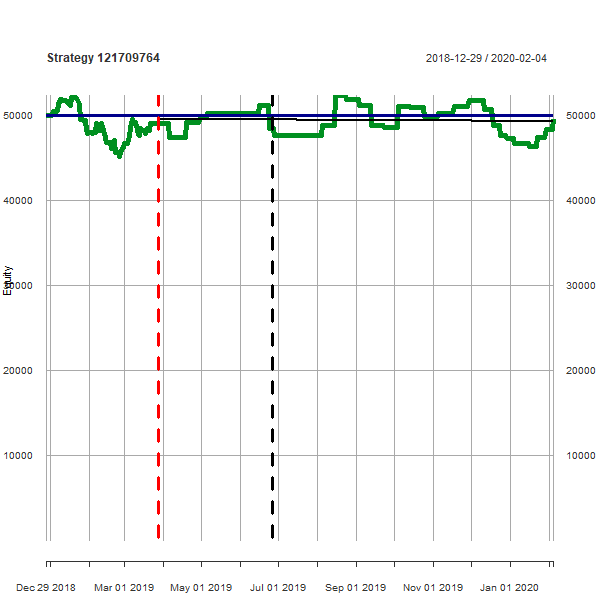 Strategy 121709764
2018-12-29 / 2020-02-04
50000
50000
40000
40000
Equity
30000
30000
20000
20000
10000
10000
Dec 29 2018
Mar 01 2019
May 01 2019
Jul 01 2019
Sep 01 2019
Nov 01 2019
Jan 01 2020